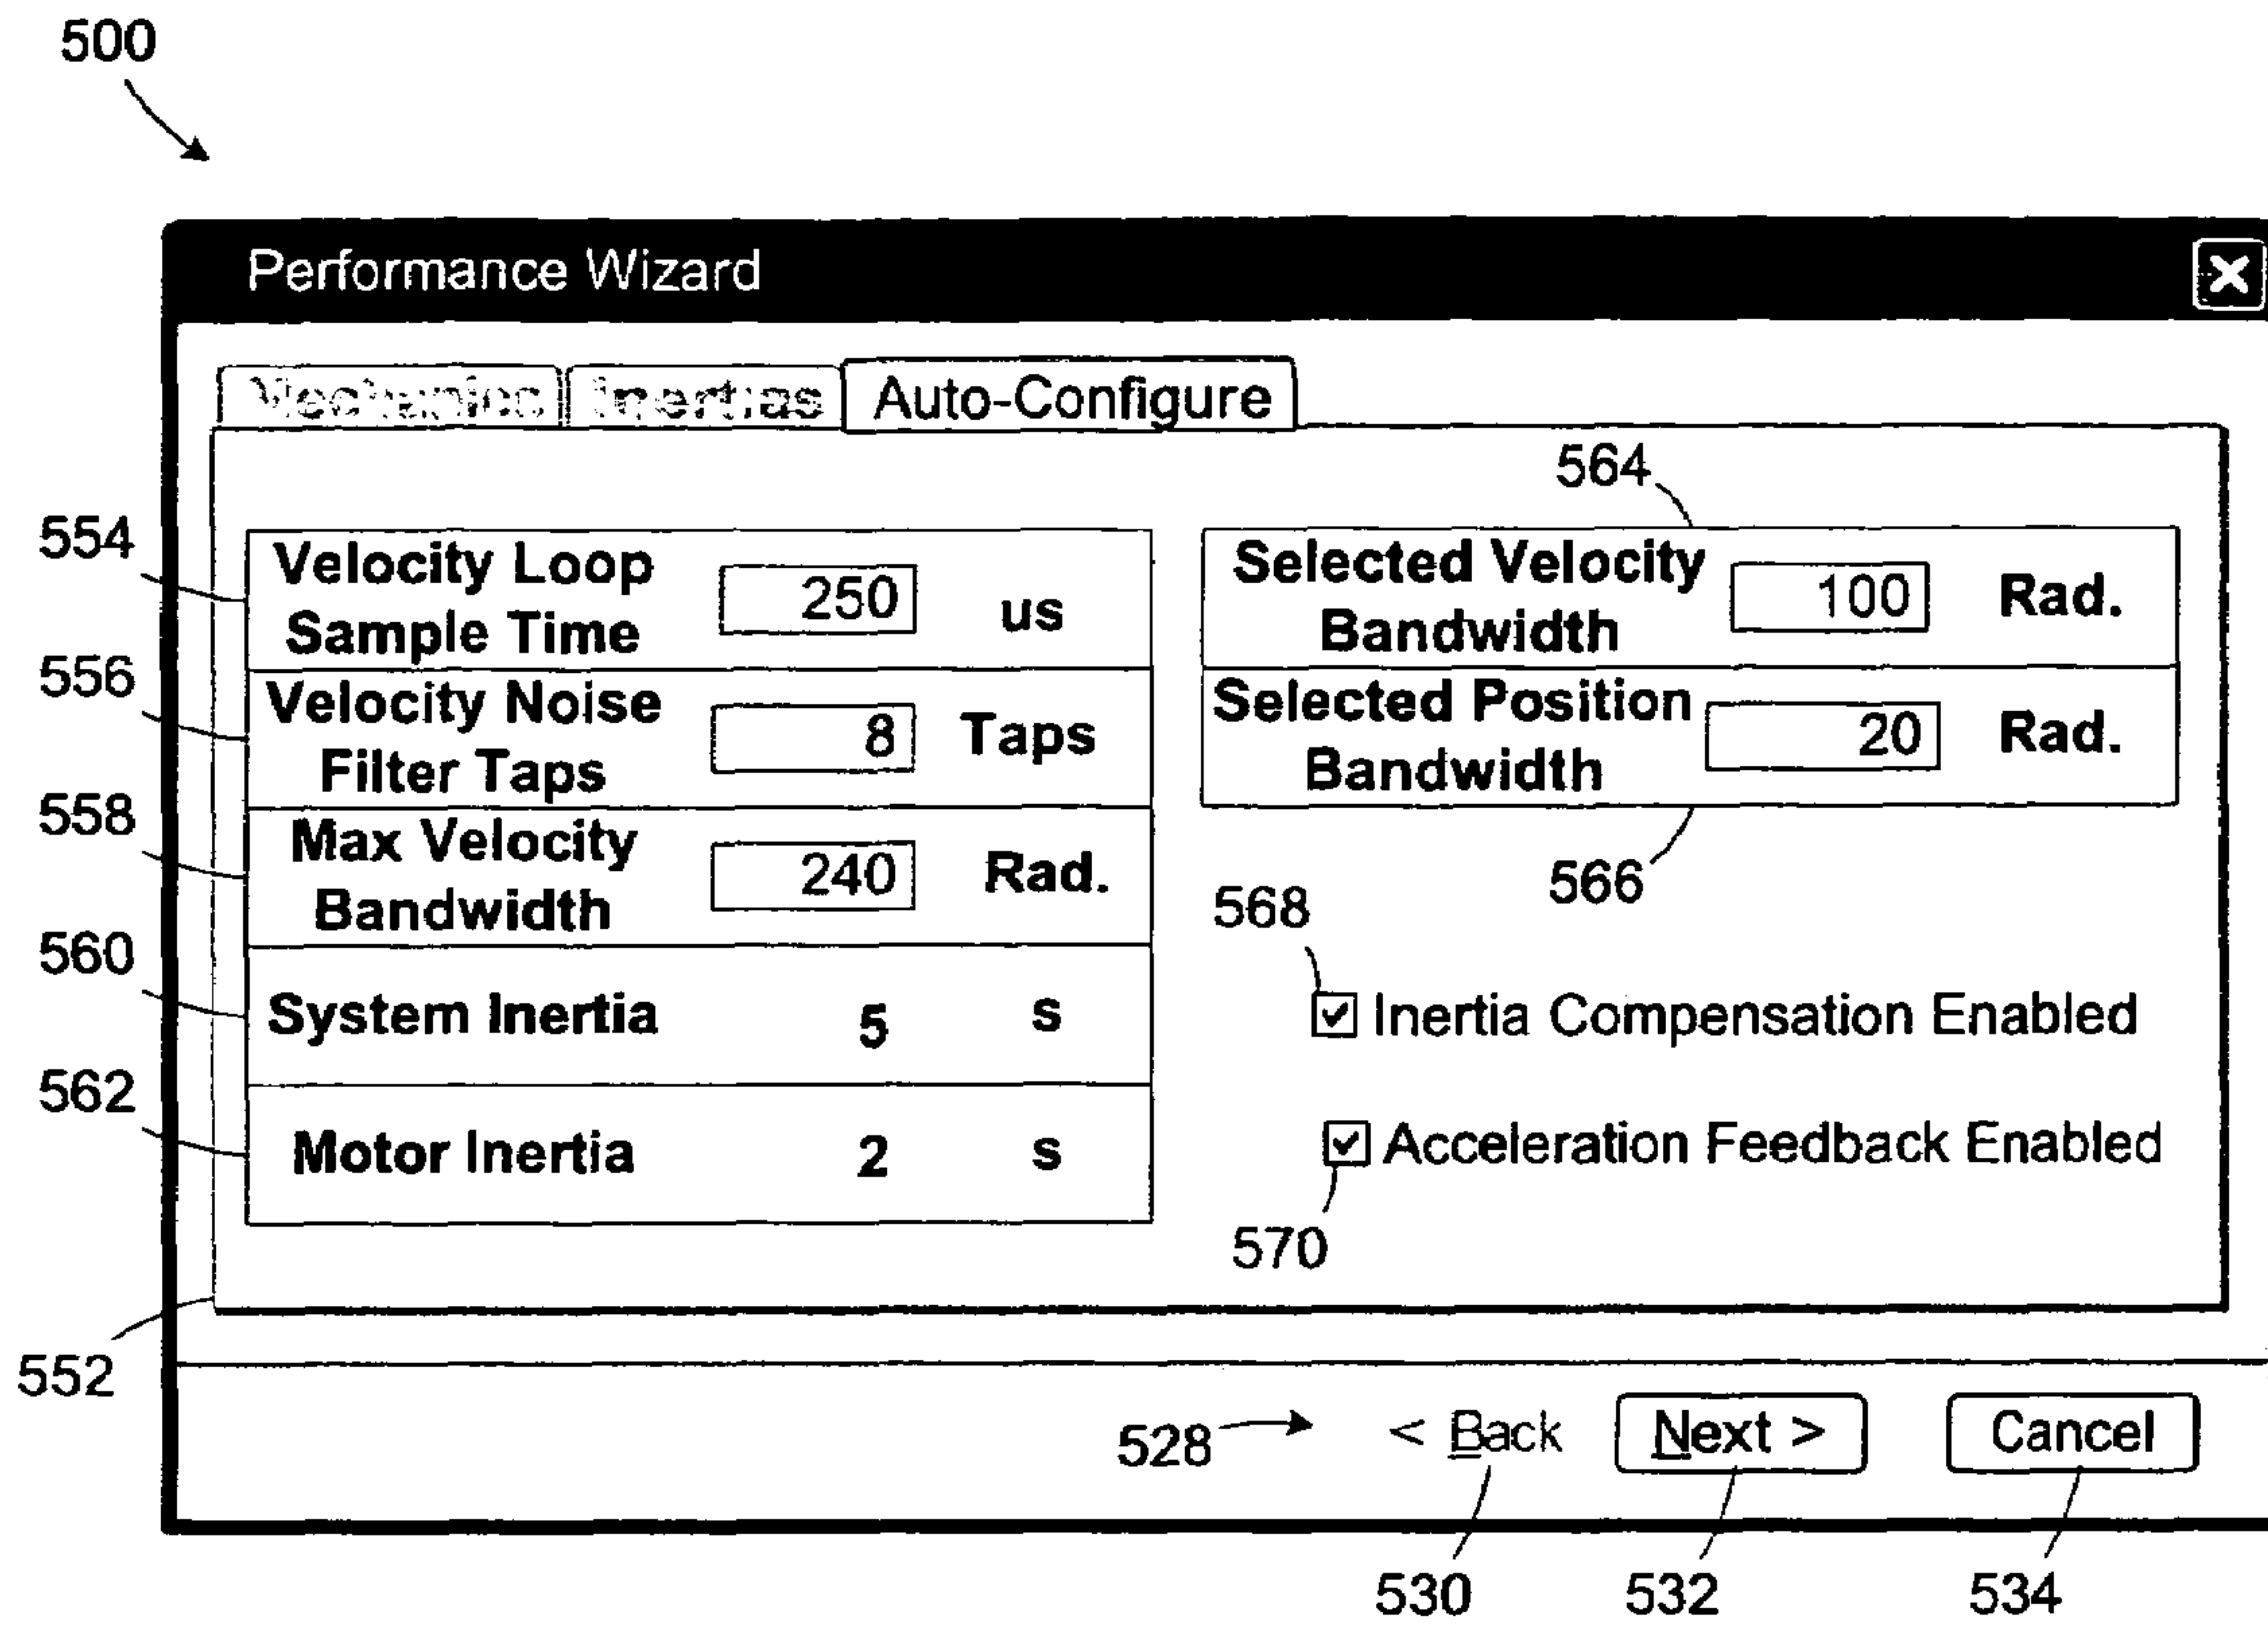 500
Performance Wizard
Mechanics Inertias Auto-Configure
564
554
Velocity Loop
Sample Time
250
us
Selected Velocity
Bandwidth
100
Rad.
556
Velocity Noise
Filter Taps
8
Taps
Selected Position
Bandwidth
20
Rad.
558
Max Velocity
Bandwidth
240
Rad.
566
568
560
System Inertia
5
s
Inertia Compensation Enabled
562
Motor Inertia
2
s
Acceleration Feedback Enabled
570
552
528
< Back
Next >
Cancel
530
532
534